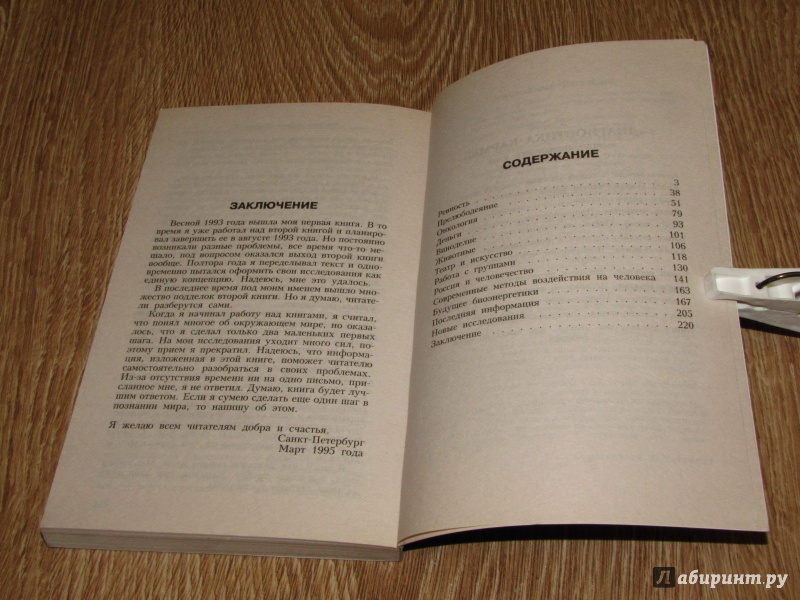 ЗАКЛЮЧЕНИЕ
Весной 1993 года вышла моя первая книга. В то
время я уже работал над второй книгой и планиро-
вал завершить ее в августе 1993 года. Но постоянно
возникали разные проблемы, все время что-то ме-
шало, под вопросом оказался выход второй книги
вообще. Полтора года я переделывал текст и одно-
временно пытался оформить свои исследования как
единую концепцию. Надеюсь, мне это удалось.
В последнее время под моим именем вышло мно-
жество подделок второй книги. Но я думаю, читате-
ли разберутся сами.
Когда я начинал работу над книгами, я считал,
что понял многое об окружающем мире, но оказа-
лось, что я сделал только два маленьких первых
шага. На мои исследования уходит много сил, по-
этому прием я прекратил. Надеюсь, что информа-
ция, изложенная в этой книге, поможет читателю
самостоятельно разобраться в своих проблемах.
Из-за отсутствия времени ни на одно письмо, при-
сланное мне, я не ответил. Думаю, книга будет луч-
шим ответом. Если я сумею сделать еще один шаг в
познании мира, то напишу об этом.
Я желаю всем читателям добра и счастья.
Санкт-Петербург
Март 1995 года
СОДЕРЖАНИЕ
Ревность 3
Прелюбодеяние 38
Онкология 51
Деньги 79
Виноделие 93
Животные 101
Театр и искусство 106
Работа с группами 118
Россия и человечество 130
Современные методы воздействия на человека 141
Будущее биоэнергетики 163
Последняя информация 167
Новые исследования 205
Заключение 220
Лабиринт.ру